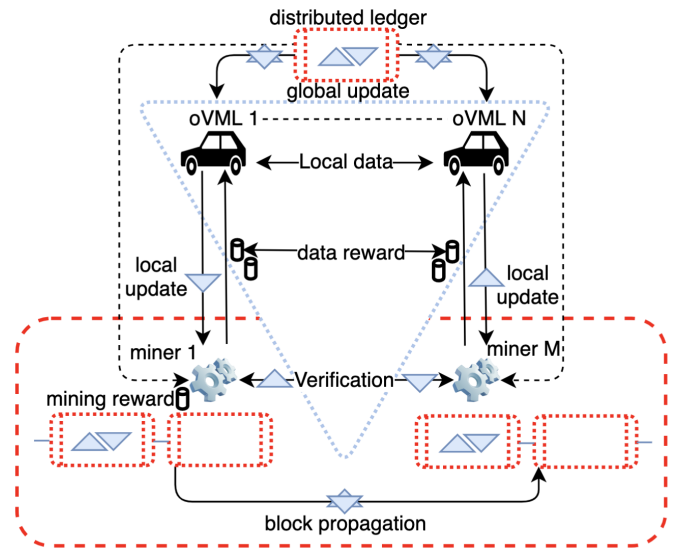 distributed ledger
global update
oVML 1
oVML N
Local data
data reward
local
update
local
update
miner 1
miner M
Verification
mining reward
block propagation